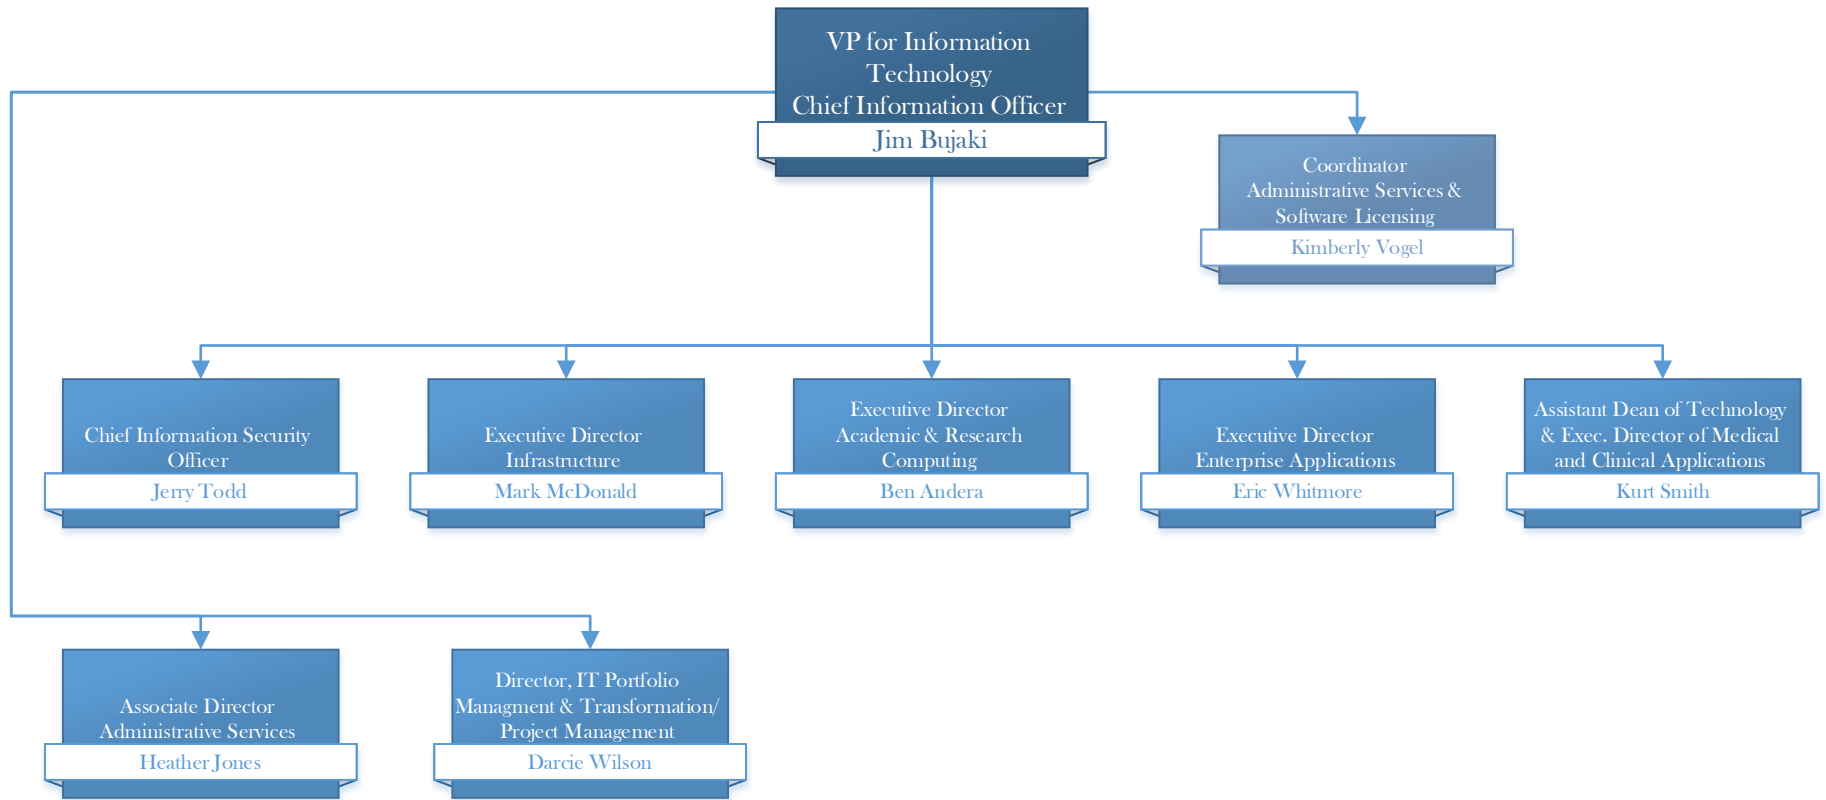 VP for Information
Technology
Chief Information Officer
Jim Bujaki
Coordinator
Administrative Services &
Software Licensing
Kimberly Vogel
Chief Information Security
Officer
Jerry Todd
Executive Director
Infrastructure
Mark McDonald
Executive Director
Academic & Research
Computing
Ben Andera
Executive Director
Enterprise Applications
Eric Whitmore
Assistant Dean of Technology
& Exec. Director of Medical
and Clinical Applications
Kurt Smith
Associate Director
Administrative Services
Heather Jones
Director, IT Portfolio
Managment & Transformation/
Project Management
Darcie Wilson